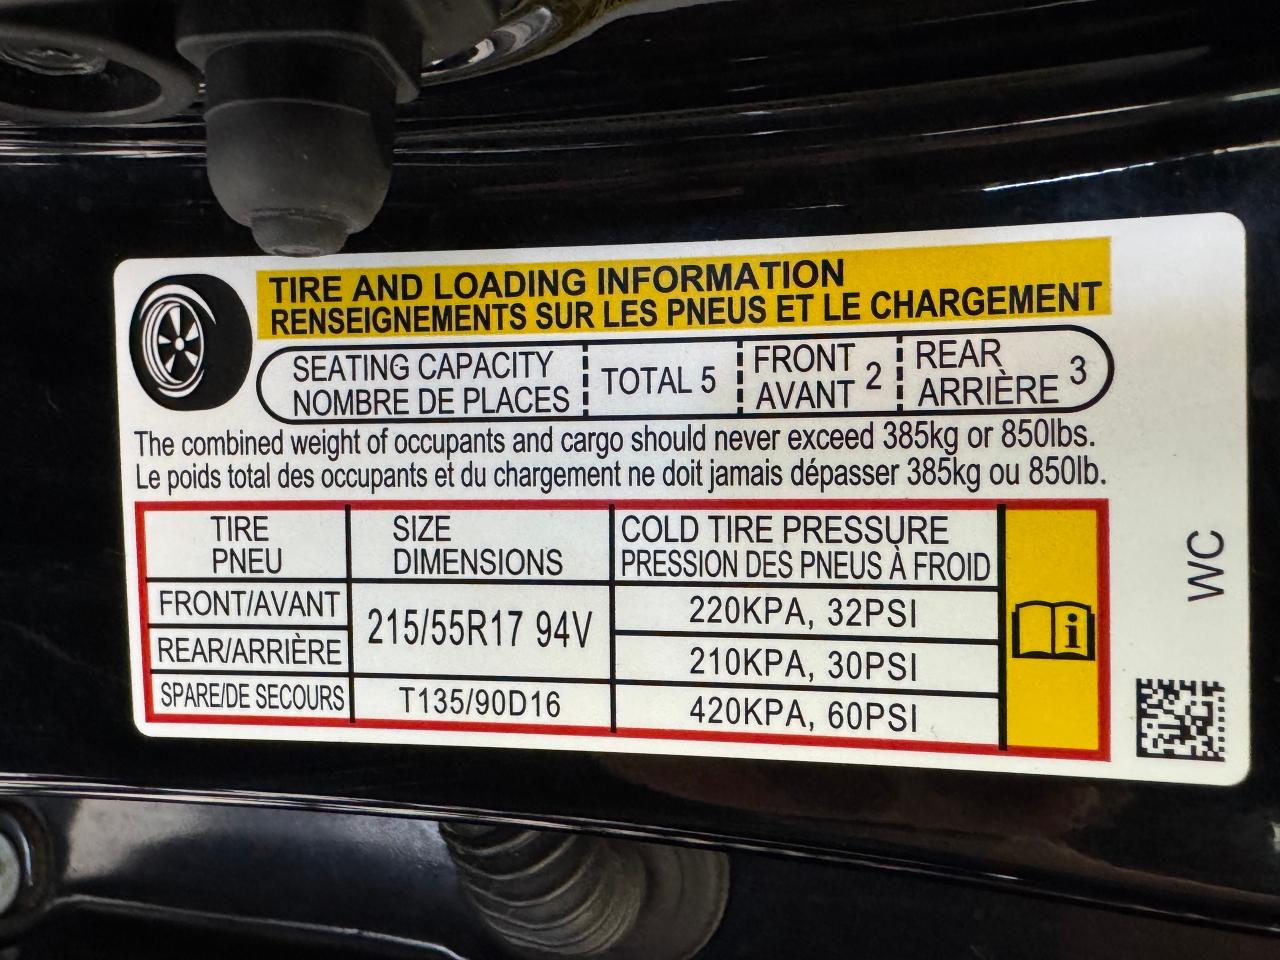 TIRE AND LOADING INFORMATION
RENSEIGNEMENTS SUR LES PNEUS ET LE CHARGEMENT
SEATING CAPACITY
NOMBRE DE PLACES
TOTAL 5
FRONT
AVANT
2
REAR
ARRIÈRE
3
The combined weight of occupants and cargo should never exceed 385kg or 850lbs.
Le poids total des occupants et du chargement ne doit jamais dépasser 385kg ou 850lb.
TIRE
PNEU
SIZE
DIMENSIONS
COLD TIRE PRESSURE
PRESSION DES PNEUS À FROID
FRONT/AVANT
215/55R17 94V
220KPA, 32PSI
REAR/ARRIÈRE
210KPA, 30PSI
SPARE/DE SECOURS
T135/90D16
420KPA, 60PSI
i
WC